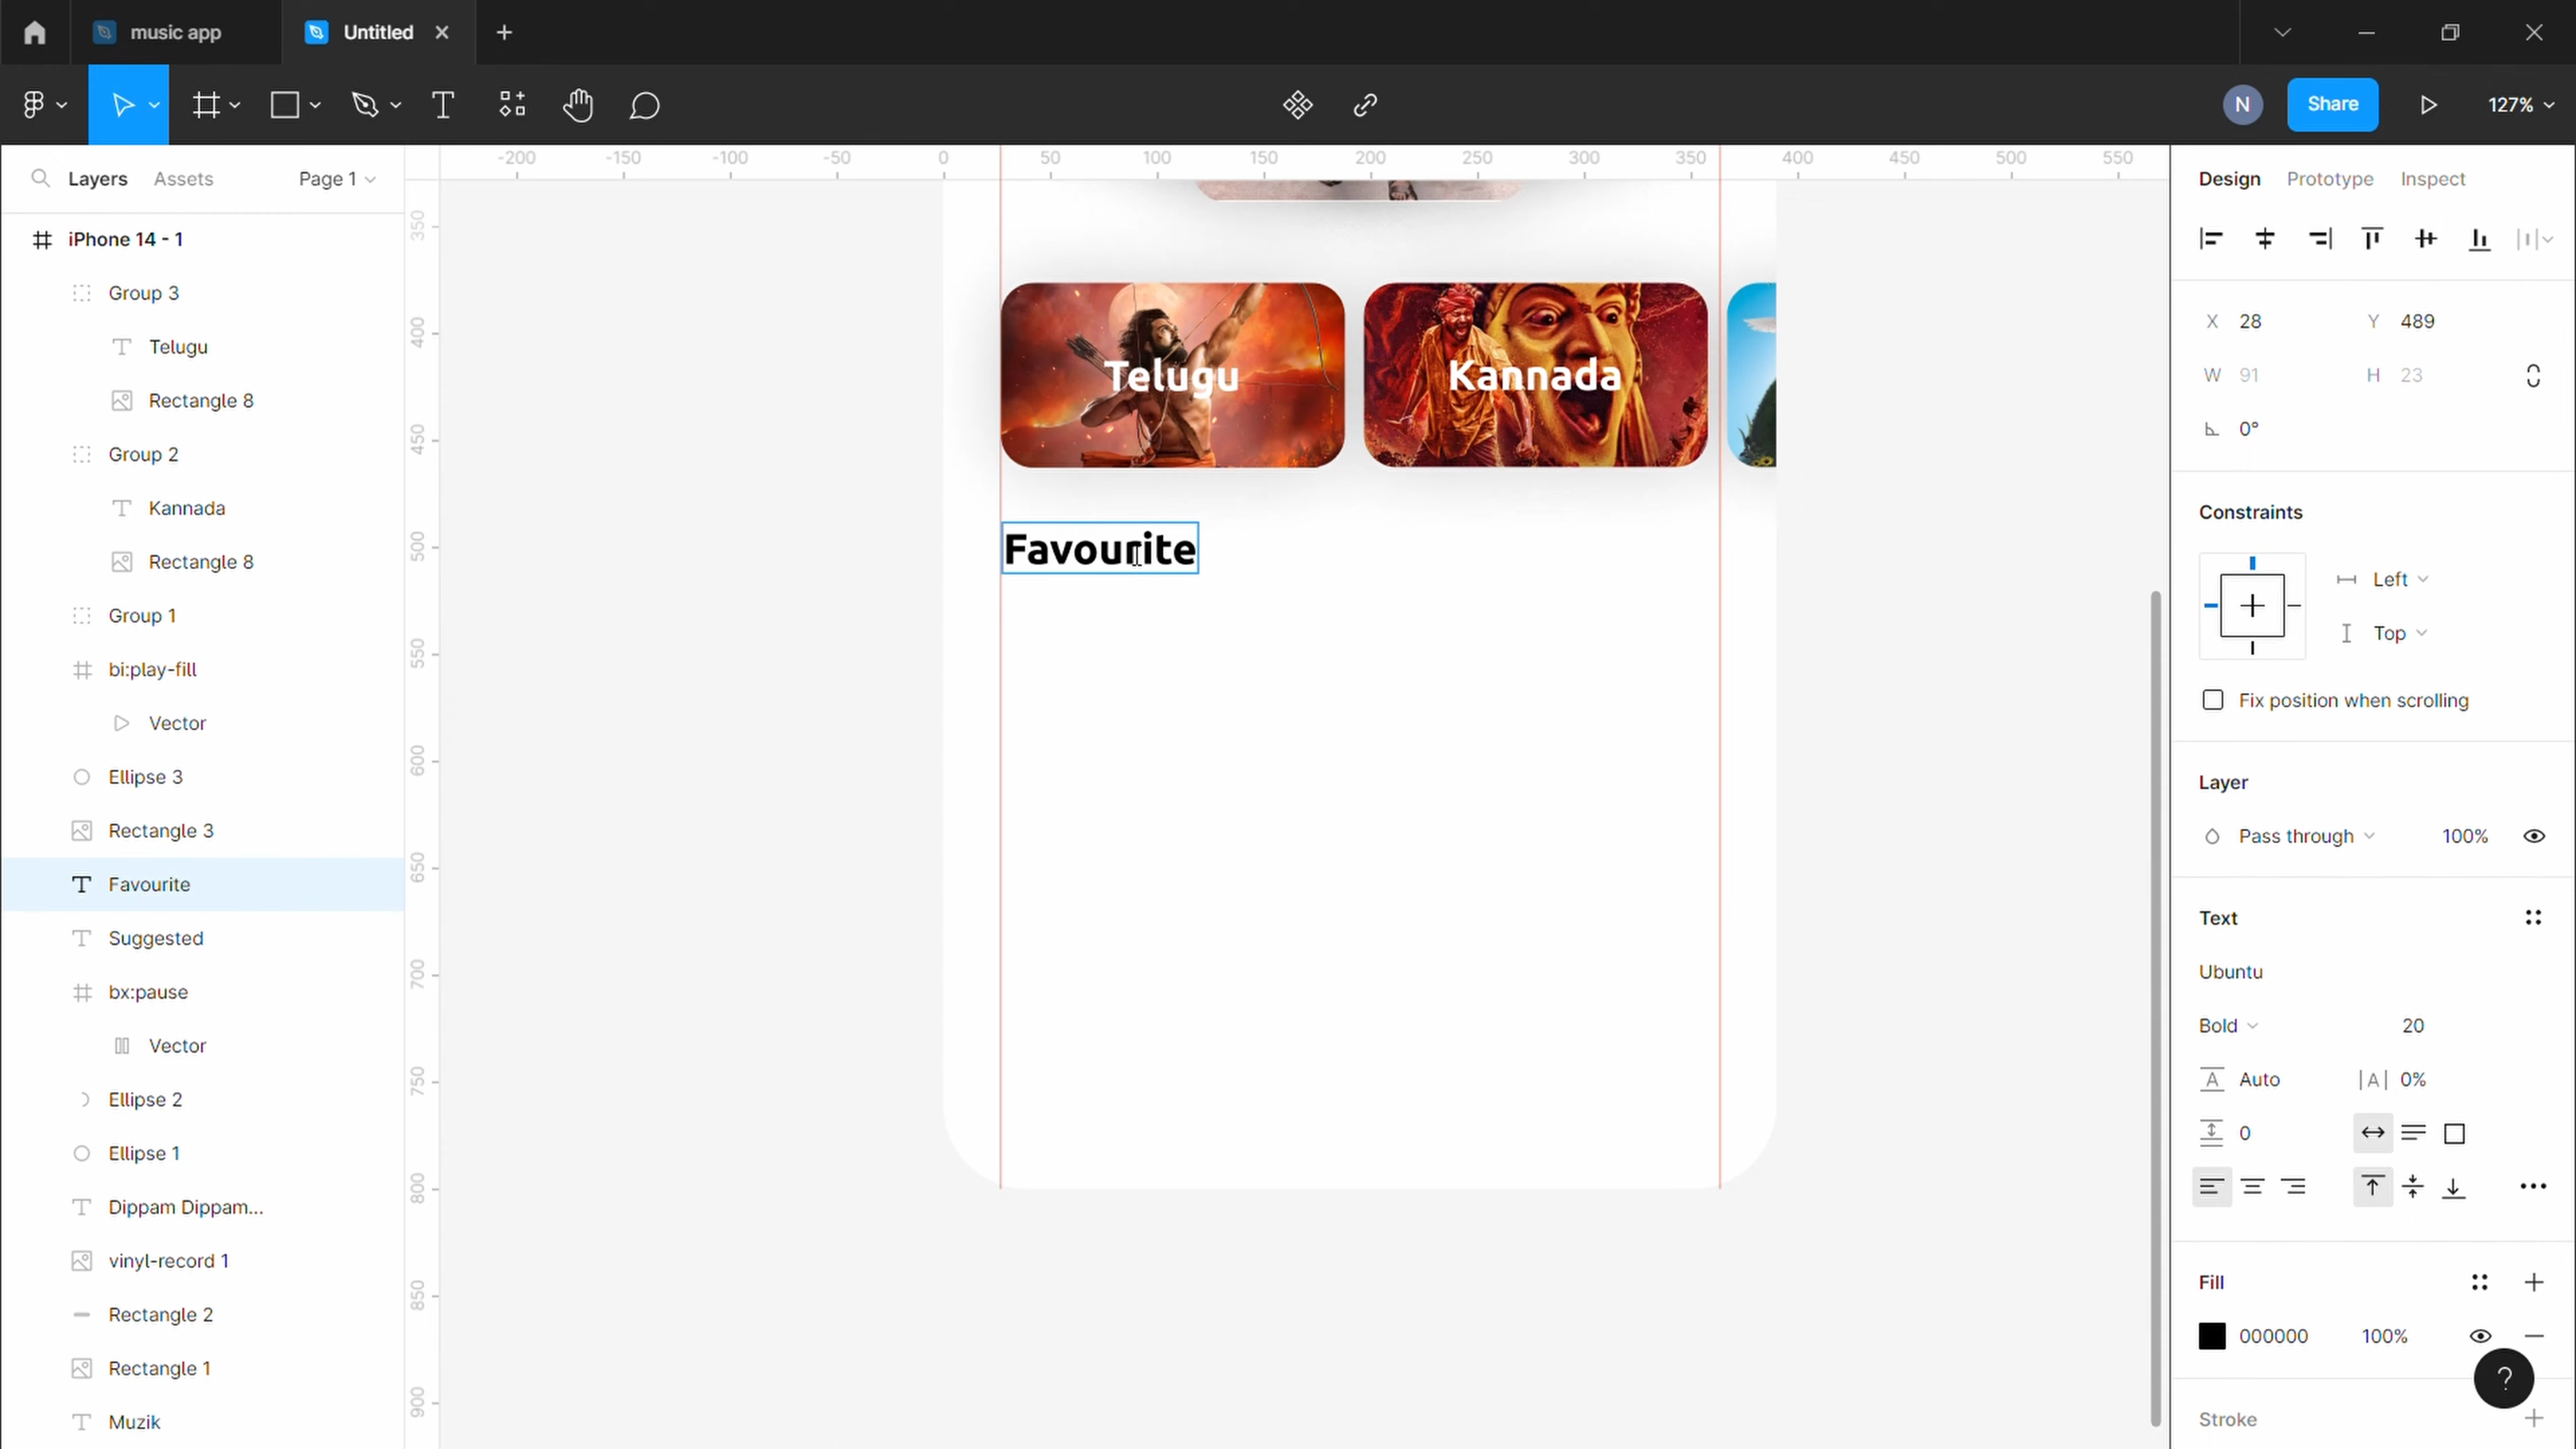 music app
Untitled
N
Share
127%
Layers
Assets
Page 1
-200 -150 -100 -50 0 50 100 150 200 250 300 350 400 450 500 550
350
400
450
500
550
600
650
700
750
800
850
900
iPhone 14 - 1
Group 3
Telugu
Rectangle 8
Group 2
Kannada
Rectangle 8
Group 1
bi:play-fill
Vector
Ellipse 3
Rectangle 3
Favourite
Suggested
bx:pause
Vector
Ellipse 2
Ellipse 1
Dippam Dippam...
vinyl-record 1
Rectangle 2
Rectangle 1
Muzik
Telugu
Kannada
Favourite
Design Prototype Inspect
X 28 Y 489
W 91 H 23
0°
Constraints
Left
Top
Fix position when scrolling
Layer
Pass through 100%
Text
Ubuntu
Bold 20
A Auto |A| 0%
0
Fill
000000 100%
?
Stroke